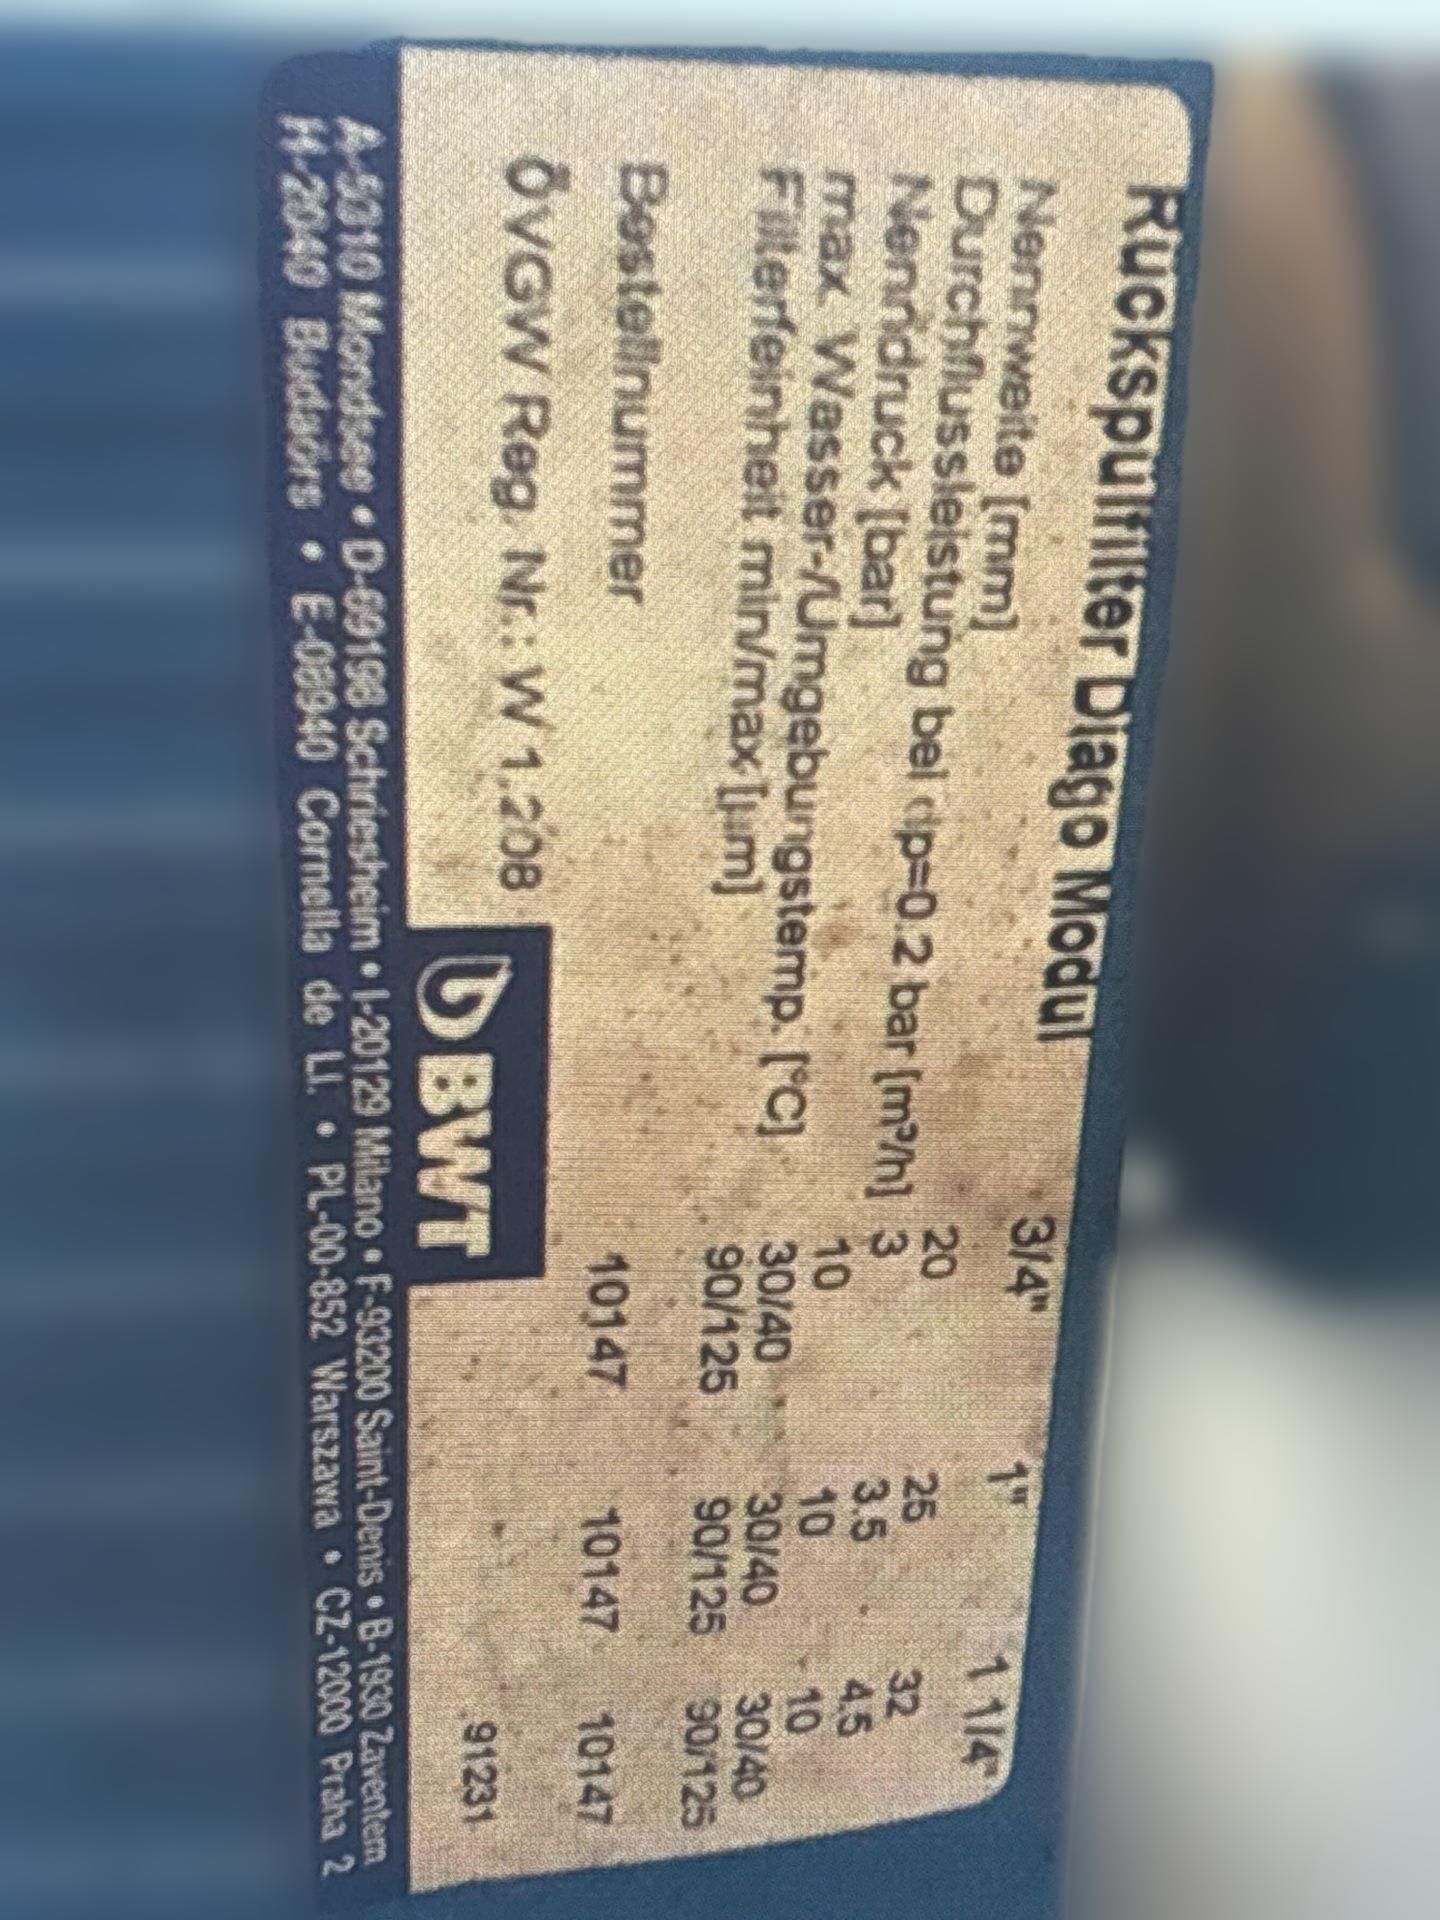 Rückspülfilter Diago Modul 3/4" 1" 1 1/4"
Nennweite [mm] 20 25 32
Durchflussleistung bei dp=0.2 bar [m³/h] 3 3.5 4.5
Nenndruck [bar] 10 10 10
max. Wasser-/Umgebungstemp. [°C] 30/40 30/40 30/40
Filterfeinheit min/max [µm] 90/125 90/125 90/125
Bestellnummer 10147 10147 10147
ÖVGW Reg. Nr.: W 1.208
BWT
91231
A-5310 Mondsee • D-69198 Schriesheim • I-20129 Milano • F-93200 Saint-Denis • B-1930 Zaventem
H-2040 Budaörs • E-08940 Cornella de Ll. • PL-00-852 Warszawa • CZ-12000 Praha 2